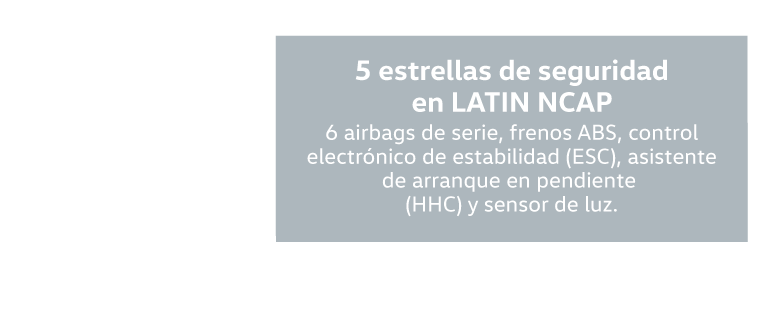 5 estrellas de seguridad
en LATIN NCAP
6 airbags de serie, frenos ABS, control
electrónico de estabilidad (ESC), asistente
de arranque en pendiente
(HHC) y sensor de luz.